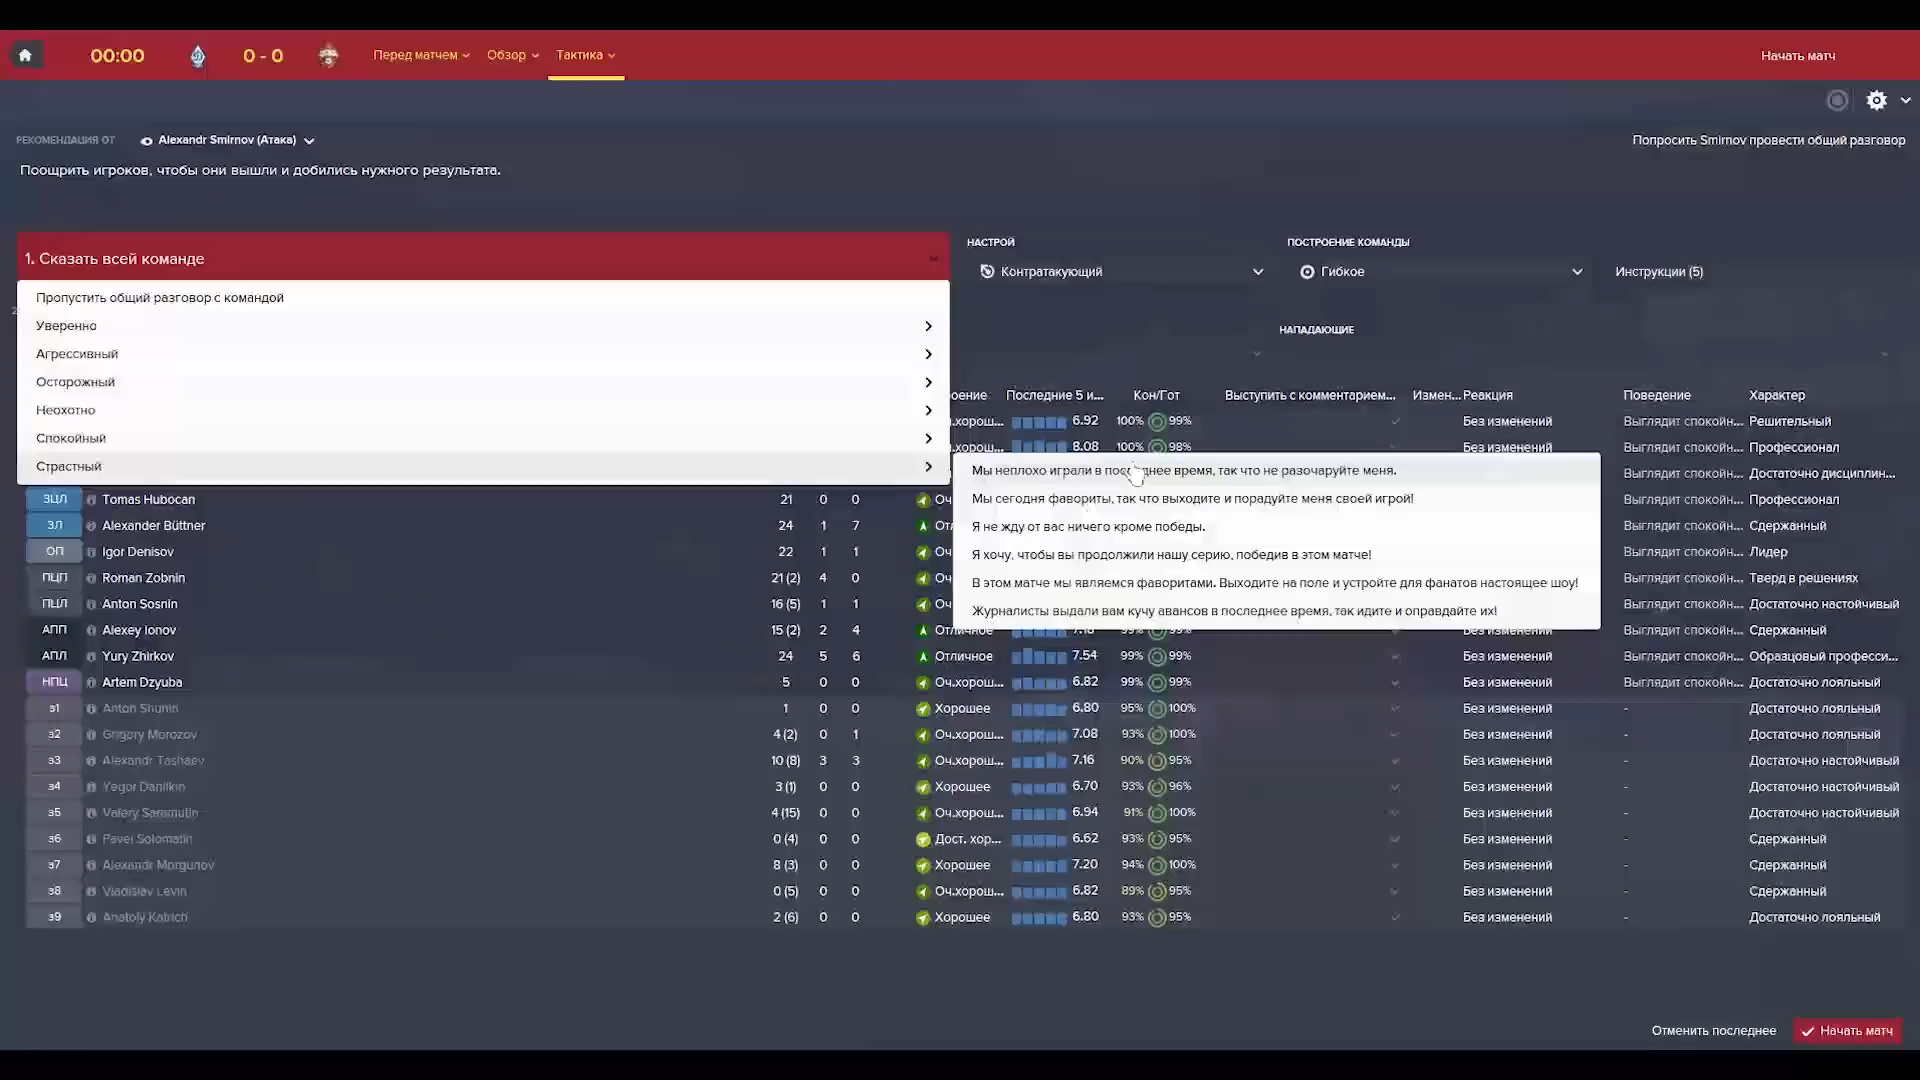 00:00 0 - 0 Перед матчем Обзор Тактика Начать матч
РЕКОМЕНДАЦИЯ ОТ Alexandr Smirnov (Атака) Попросить Smirnov провести общий разговор
Поощрить игроков, чтобы они вышли и добились нужного результата.
1. Сказать всей команде
НАСТРОЙ ПОСТРОЕНИЕ КОМАНДЫ
Контратакующий Гибкое Инструкции (5)
Пропустить общий разговор с командой
Уверенно
Агрессивный
Осторожный
Неохотно
Спокойный
Страстный
НАПАДАЮЩИЕ
Последние 5 и... Кон/Гот Выступить с комментарием... Измен... Реакция Поведение Характер
6.92 100% 99% Без изменений Выглядит спокойн... Решительный
8.08 100% 98% Без изменений Выглядит спокойн... Профессионал
Мы неплохо играли в последнее время, так что не разочаруйте меня.
Мы сегодня фавориты, так что выходите и порадуйте меня своей игрой!
Я не жду от вас ничего кроме победы.
Я хочу, чтобы вы продолжили нашу серию, победив в этом матче!
В этом матче мы являемся фаворитами. Выходите на поле и устройте для фанатов настоящее шоу!
Журналисты выдали вам кучу авансов в последнее время, так идите и оправдайте их!
Выглядит спокойн... Достаточно дисциплин...
ЗЦЛ Tomas Hubocan 21 0 0 Выглядит спокойн... Профессионал
ЗЛ Alexander Büttner 24 1 7 Выглядит спокойн... Сдержанный
ОП Igor Denisov 22 1 1 Выглядит спокойн... Лидер
ПЦП Roman Zobnin 21 (2) 4 0 Выглядит спокойн... Тверд в решениях
ПЦЛ Anton Sosnin 16 (5) 1 1 Выглядит спокойн... Достаточно настойчивый
АПП Alexey Ionov 15 (2) 2 4 Отличное 7.18 99% 99% Без изменений Выглядит спокойн... Сдержанный
АПЛ Yury Zhirkov 24 5 6 Отличное 7.54 99% 99% Без изменений Выглядит спокойн... Образцовый професси...
НПЦ Artem Dzyuba 5 0 0 Оч.хорош... 6.82 99% 99% Без изменений Выглядит спокойн... Достаточно лояльный
з1 Anton Shunin 1 0 0 Хорошее 6.80 95% 100% Без изменений - Достаточно лояльный
з2 Grigory Morozov 4 (2) 0 1 Оч.хорош... 7.08 93% 100% Без изменений - Достаточно лояльный
з3 Alexandr Tashaev 10 (8) 3 3 Оч.хорош... 7.16 90% 95% Без изменений - Достаточно настойчивый
з4 Yegor Danilkin 3 (1) 0 0 Хорошее 6.70 93% 96% Без изменений - Достаточно настойчивый
з5 Valery Saramutin 4 (15) 0 0 Оч.хорош... 6.94 91% 100% Без изменений - Достаточно настойчивый
з6 Pavel Solomatin 0 (4) 0 0 Дост. хор... 6.62 93% 95% Без изменений - Сдержанный
з7 Alexandr Morgunov 8 (3) 0 0 Хорошее 7.20 94% 100% Без изменений - Сдержанный
з8 Vladislav Levin 0 (5) 0 0 Оч.хорош... 6.82 89% 95% Без изменений - Сдержанный
з9 Anatoly Katrich 2 (6) 0 0 Хорошее 6.80 93% 95% Без изменений - Достаточно лояльный
Отменить последнее Начать матч